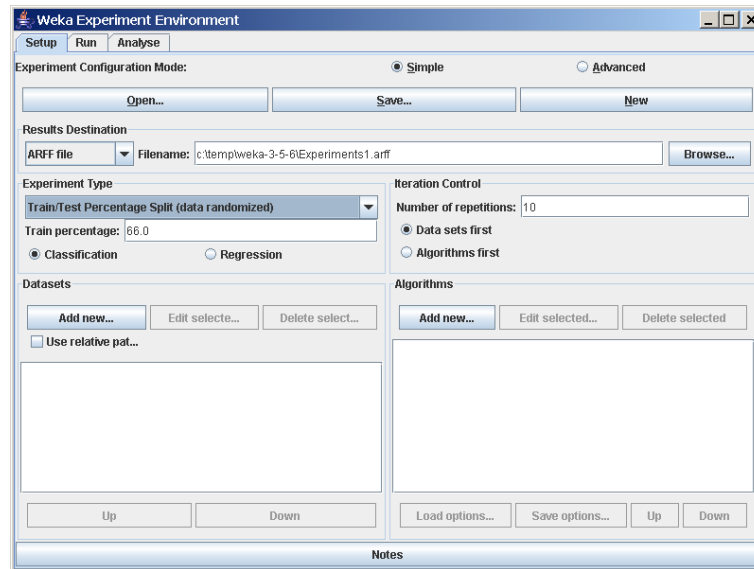 Weka Experiment Environment
Setup Run Analyse
Experiment Configuration Mode: Simple Advanced
Open... Save... New
Results Destination
ARFF file Filename: c:\temp\weka-3-5-6\Experiments1.arff Browse...
Experiment Type Iteration Control
Train/Test Percentage Split (data randomized) Number of repetitions: 10
Train percentage: 66.0 Data sets first
Classification Regression Algorithms first
Datasets Algorithms
Add new... Edit selecte... Delete select... Add new... Edit selected... Delete selected
Use relative pat...
Up Down Load options... Save options... Up Down
Notes